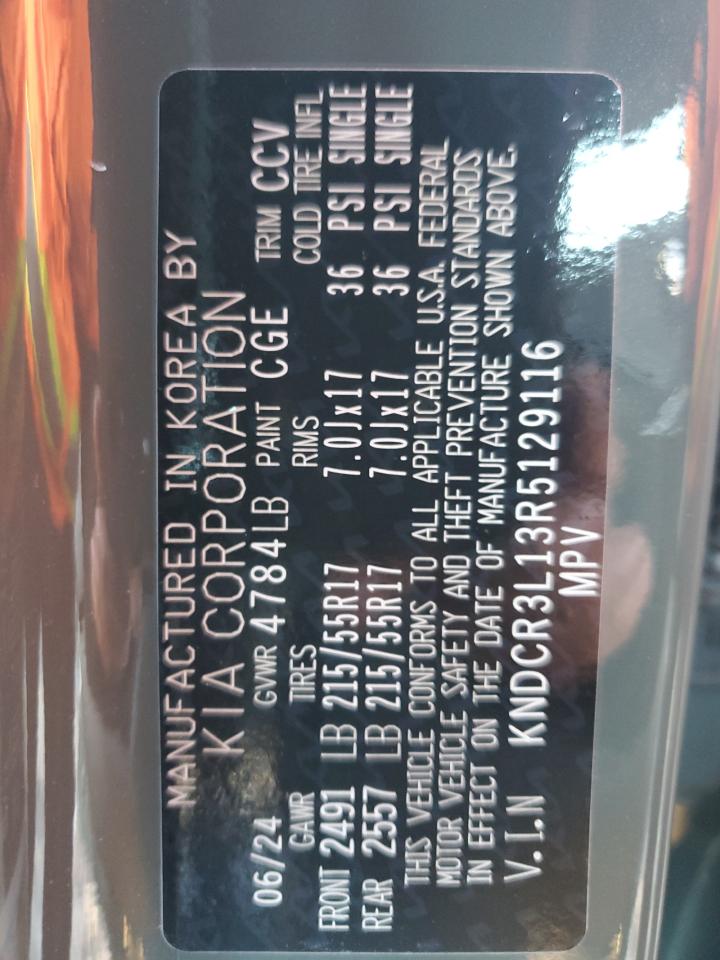 MANUFACTURED IN KOREA BY
KIA CORPORATION
06/24 GVWR 4784LB PAINT CGE TRIM CCV
GAWR TIRES RIMS COLD TIRE INFL
FRONT 2491 LB 215/55R17 7.0Jx17 36 PSI SINGLE
REAR 2557 LB 215/55R17 7.0Jx17 36 PSI SINGLE
THIS VEHICLE CONFORMS TO ALL APPLICABLE U.S.A. FEDERAL
MOTOR VEHICLE SAFETY AND THEFT PREVENTION STANDARDS
IN EFFECT ON THE DATE OF MANUFACTURE SHOWN ABOVE.
V.I.N KNDCR3L13R5129116
MPV